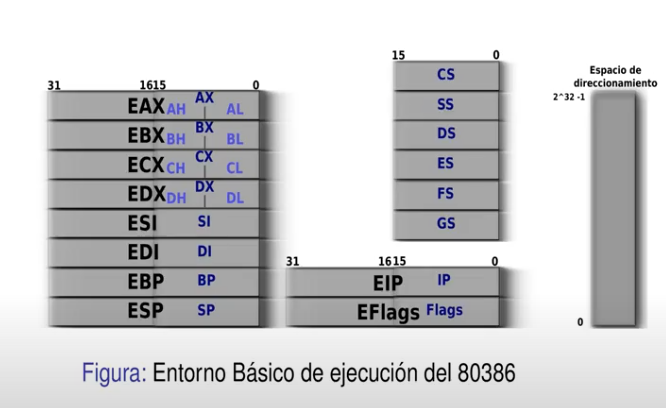 31 1615 0
EAX AH AX AL
EBX BH BX BL
ECX CH CX CL
EDX DH DX DL
ESI SI
EDI DI
EBP BP
ESP SP
15 0
CS
SS
DS
ES
FS
GS
31 1615 0
EIP IP
EFlags Flags
Espacio de
direccionamiento
2^32 -1
0
Figura: Entorno Básico de ejecución del 80386